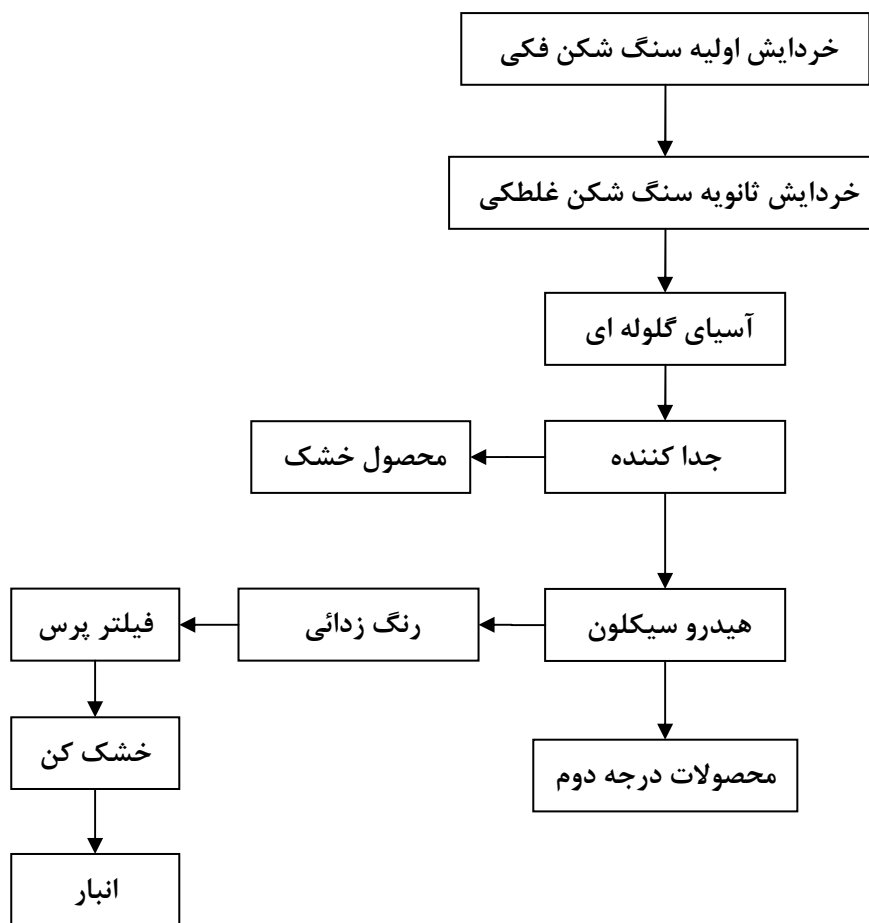 خردایش اولیه سنگ شکن فکی
خردایش ثانویه سنگ شکن غلطکی
آسیای گلوله ای
جدا کننده
محصول خشک
هیدرو سیکلون
رنگ زدائی
فیلتر پرس
خشک کن
محصولات درجه دوم
انبار